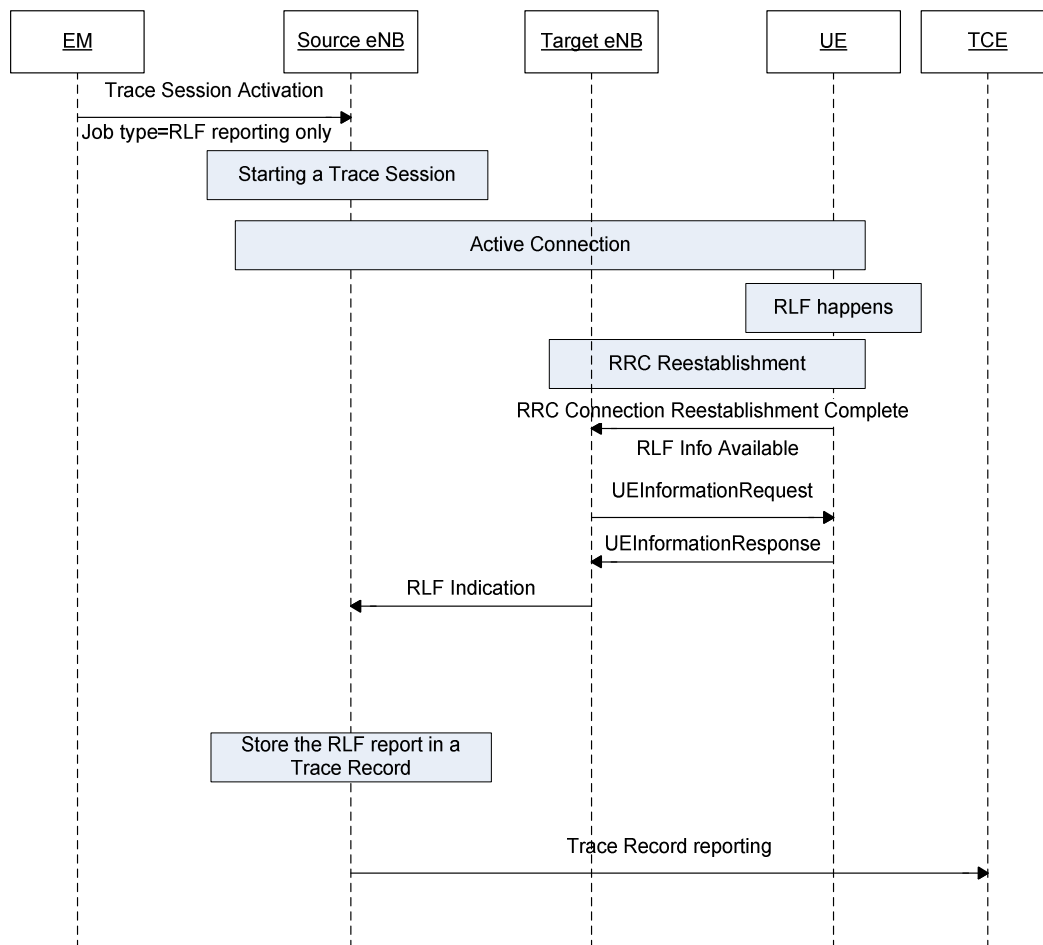 EM
Source eNB
Target eNB
UE
TCE
Trace Session Activation
Job type=RLF reporting only
Starting a Trace Session
Active Connection
RLF happens
RRC Reestablishment
RRC Connection Reestablishment Complete
RLF Info Available
UEInformationRequest
UEInformationResponse
RLF Indication
Store the RLF report in a
Trace Record
Trace Record reporting